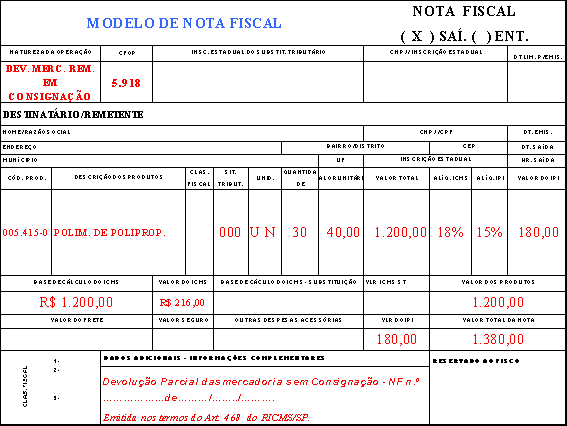 MODELO DE NOTA FISCAL
NOTA FISCAL
( X ) SAÍ. ( ) ENT.
NATUREZA DA OPERAÇÃO CFOP INSC. ESTADUAL DO SUBSTIT. TRIBUTÁRIO CNPJ / INSCRIÇÃO ESTADUAL DT LIM. P/EMIS.
DEV. MERC. REM.
EM
CONSIGNAÇÃO
5.918
DESTINATÁRIO/REMETENTE
NOME/RAZÃO SOCIAL CNPJ / CPF DT. EMIS.
ENDEREÇO BAIRRO/DISTRITO CEP DT. SAÍDA
MUNICÍPIO UF INSCRIÇÃO ESTADUAL HR. SAÍDA
CÓD. PROD. DESCRIÇÃO DOS PRODUTOS CLAS. FISCAL SIT. TRIBUT. UNID. QUANTIDA DE ALOR UNITÁRI VALOR TOTAL ALIQ. ICMS ALIQ. IPI VALOR DO IPI
005.415-0 POLIM. DE POLIPROP. 000 UN 30 40,00 1.200,00 18% 15% 180,00
BASE DE CÁLCULO DO ICMS VALOR DO ICMS BASE DE CÁCULO DO ICMS - SUBSTITUIÇÃO VLR ICMS ST VALOR DOS PRODUTOS
R$ 1.200,00 R$ 216,00 1.200,00
VALOR DO FRETE VALOR SEGURO OUTRAS DESPESAS ACESSÓRIAS VLR DO IPI VALOR TOTAL DA NOTA
180,00 1.380,00
CLAS. FISCAL
1-
2-
3-
DADOS ADICIONAIS - INFORMAÇÕES COMPLEMENTARES
Devolução Parcial das mercadoria s em Consignação - NF n.º
....................de........../......../...........
Emitida nos termos do Art. 468 do RICMS/SP.
RESERVADO AO FISCO